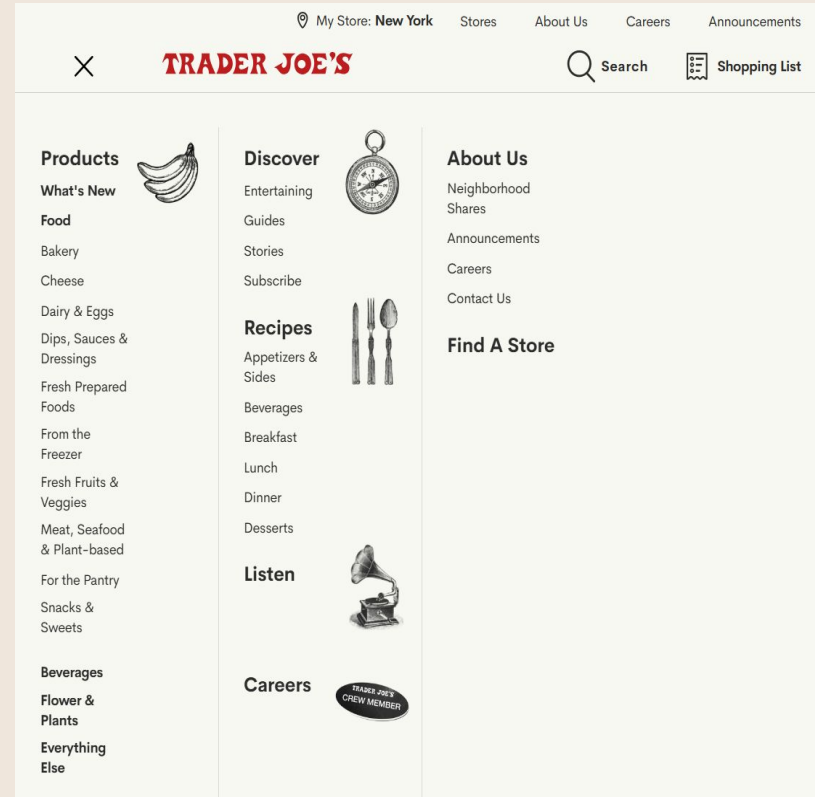 My Store: New York
Stores
About Us
Careers
Announcements
TRADER JOE'S
Search
Shopping List
Products
What's New
Food
Bakery
Cheese
Dairy & Eggs
Dips, Sauces &
Dressings
Fresh Prepared
Foods
From the
Freezer
Fresh Fruits &
Veggies
Meat, Seafood
& Plant-based
For the Pantry
Snacks &
Sweets
Beverages
Flower &
Plants
Everything
Else
Discover
Entertaining
Guides
Stories
Subscribe
Recipes
Appetizers &
Sides
Beverages
Breakfast
Lunch
Dinner
Desserts
Listen
Careers
TRADER JOE'S
CREW MEMBER
About Us
Neighborhood
Shares
Announcements
Careers
Contact Us
Find A Store